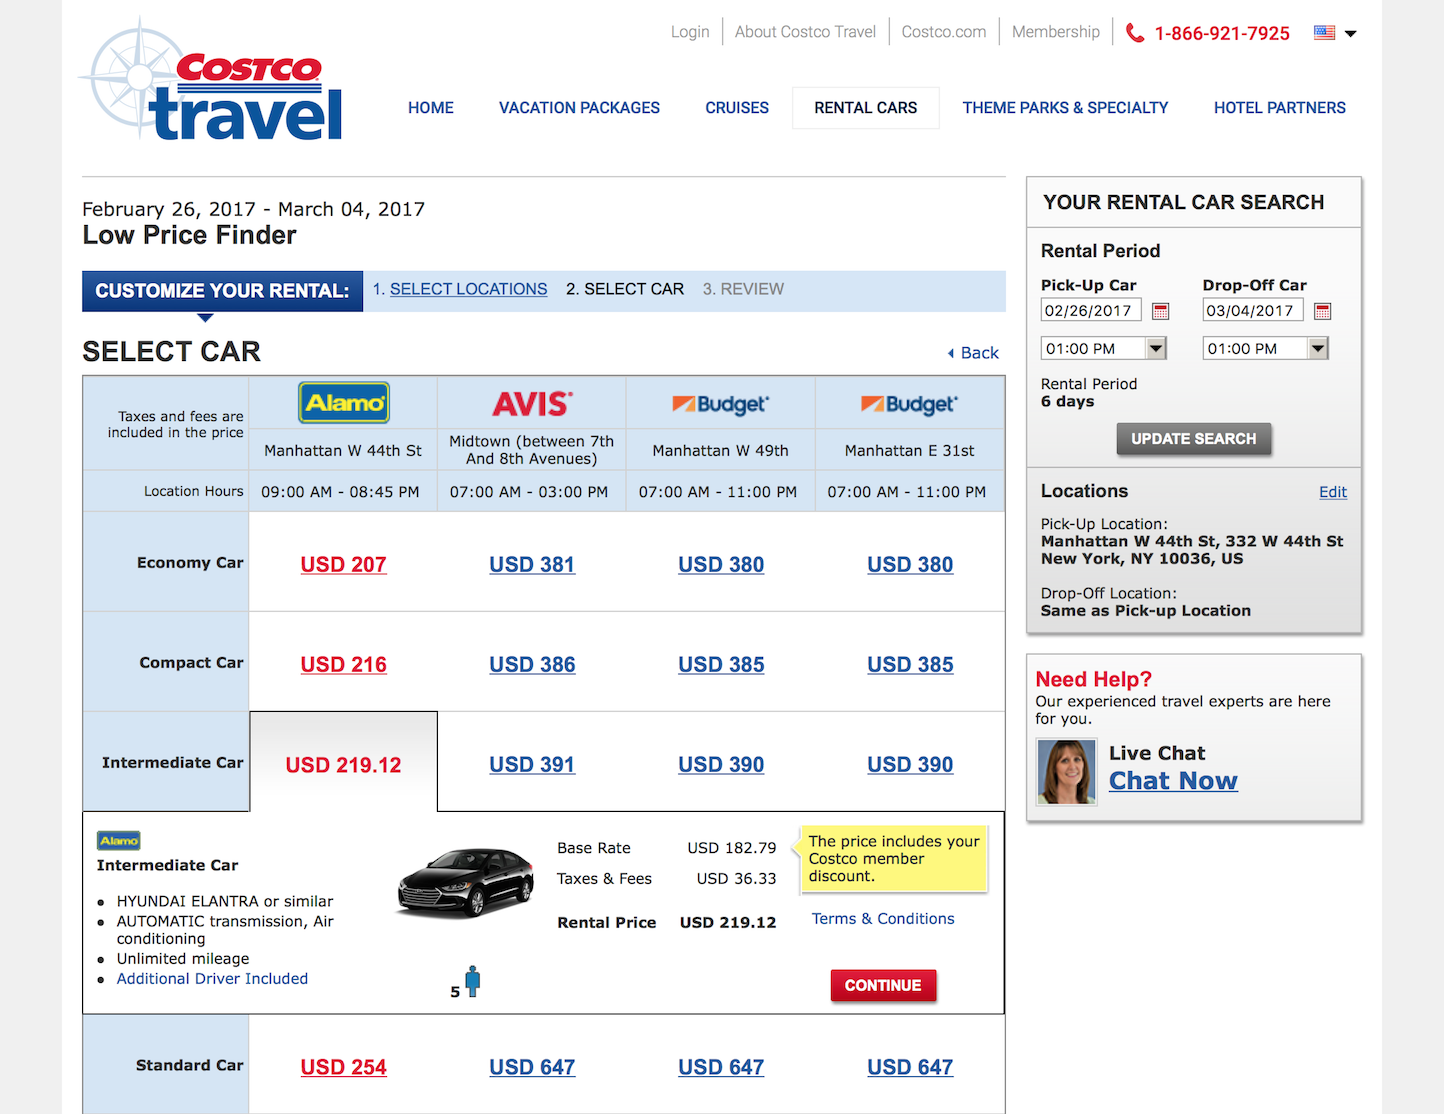 Login
About Costco Travel
Costco.com
Membership
1-866-921-7925
COSTCO
travel
HOME
VACATION PACKAGES
CRUISES
RENTAL CARS
THEME PARKS & SPECIALTY
HOTEL PARTNERS
February 26, 2017 - March 04, 2017
Low Price Finder
CUSTOMIZE YOUR RENTAL:
1. SELECT LOCATIONS
2. SELECT CAR
3. REVIEW
SELECT CAR
Back
Taxes and fees are
included in the price
Alamo
AVIS
Budget
Budget
Manhattan W 44th St
Midtown (between 7th
And 8th Avenues)
Manhattan W 49th
Manhattan E 31st
Location Hours
09:00 AM - 08:45 PM
07:00 AM - 03:00 PM
07:00 AM - 11:00 PM
07:00 AM - 11:00 PM
Economy Car
USD 207
USD 381
USD 380
USD 380
Compact Car
USD 216
USD 386
USD 385
USD 385
Intermediate Car
USD 219.12
USD 391
USD 390
USD 390
Alamo
Intermediate Car
HYUNDAI ELANTRA or similar
AUTOMATIC transmission, Air
conditioning
Unlimited mileage
Additional Driver Included
5
Base Rate USD 182.79
Taxes & Fees USD 36.33
Rental Price USD 219.12
The price includes your
Costco member
discount.
Terms & Conditions
CONTINUE
Standard Car
USD 254
USD 647
USD 647
USD 647
YOUR RENTAL CAR SEARCH
Rental Period
Pick-Up Car
Drop-Off Car
02/26/2017
03/04/2017
01:00 PM
01:00 PM
Rental Period
6 days
UPDATE SEARCH
Locations
Edit
Pick-Up Location:
Manhattan W 44th St, 332 W 44th St
New York, NY 10036, US
Drop-Off Location:
Same as Pick-up Location
Need Help?
Our experienced travel experts are here
for you.
Live Chat
Chat Now